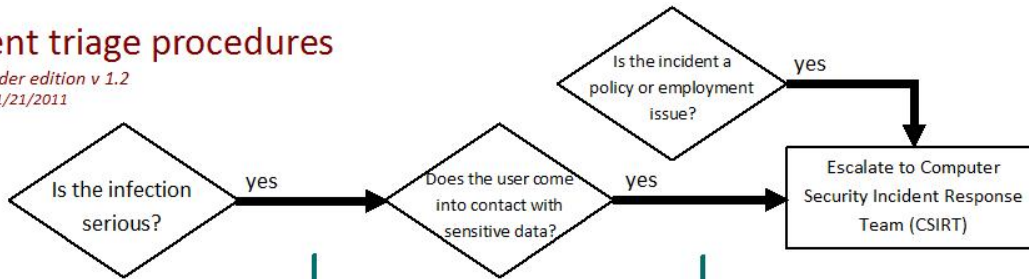 ent triage procedures
der edition v 1.2
1/21/2011
Is the incident a
policy or employment
issue?
yes
Is the infection
serious?
yes
Does the user come
into contact with
sensitive data?
yes
Escalate to Computer
Security Incident Response
Team (CSIRT)